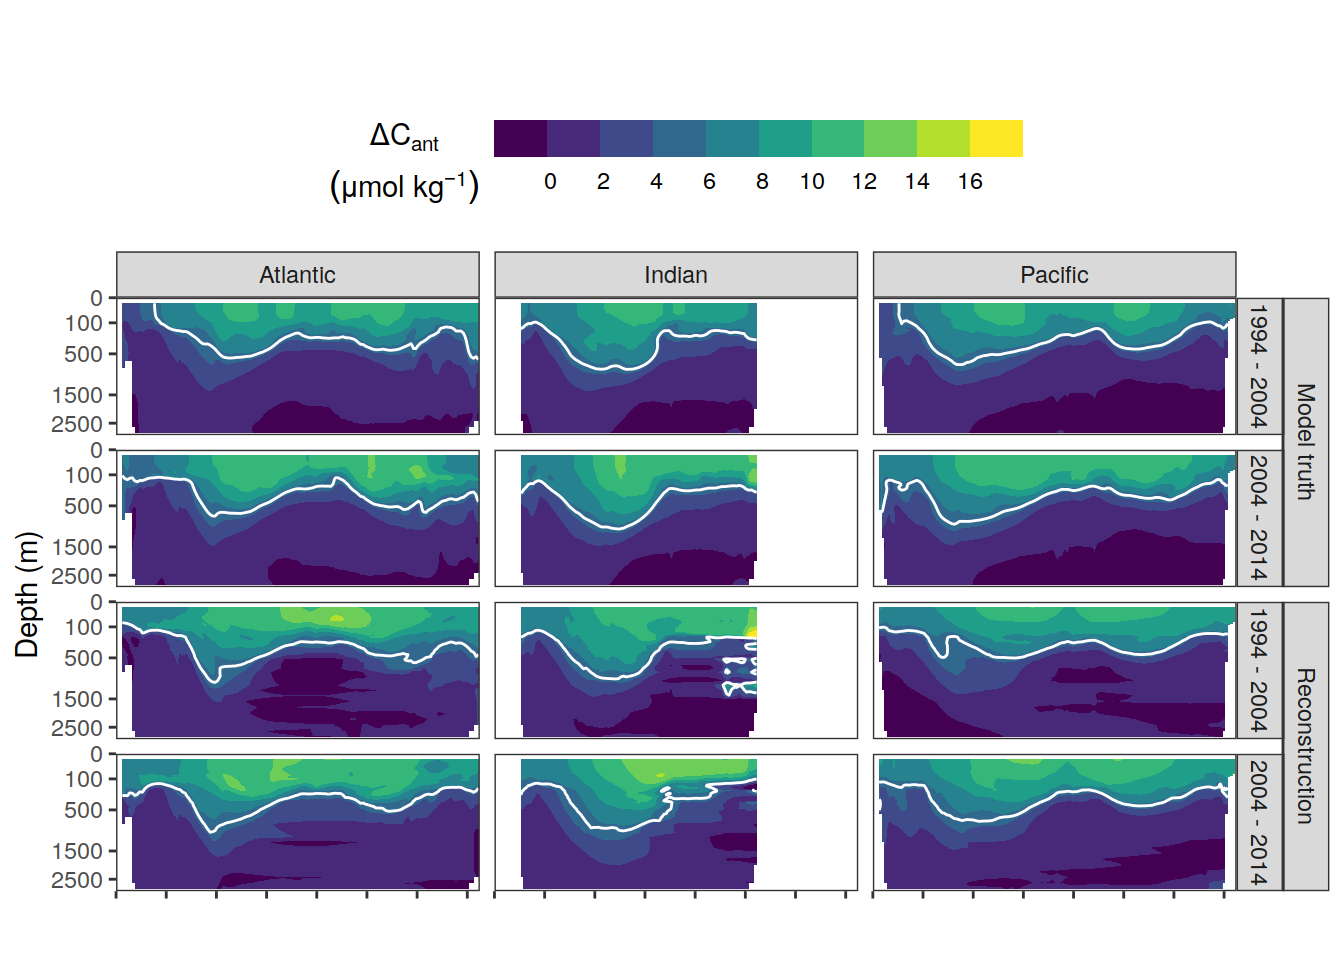 ΔCant
(μmol kg−1)
0 2 4 6 8 10 12 14 16
Atlantic Indian Pacific
0
100
500
1500
2500
1994 - 2004
0
100
500
1500
2500
2004 - 2014
Model truth
0
100
500
1500
2500
1994 - 2004
0
100
500
1500
2500
2004 - 2014
Reconstruction
Depth (m)